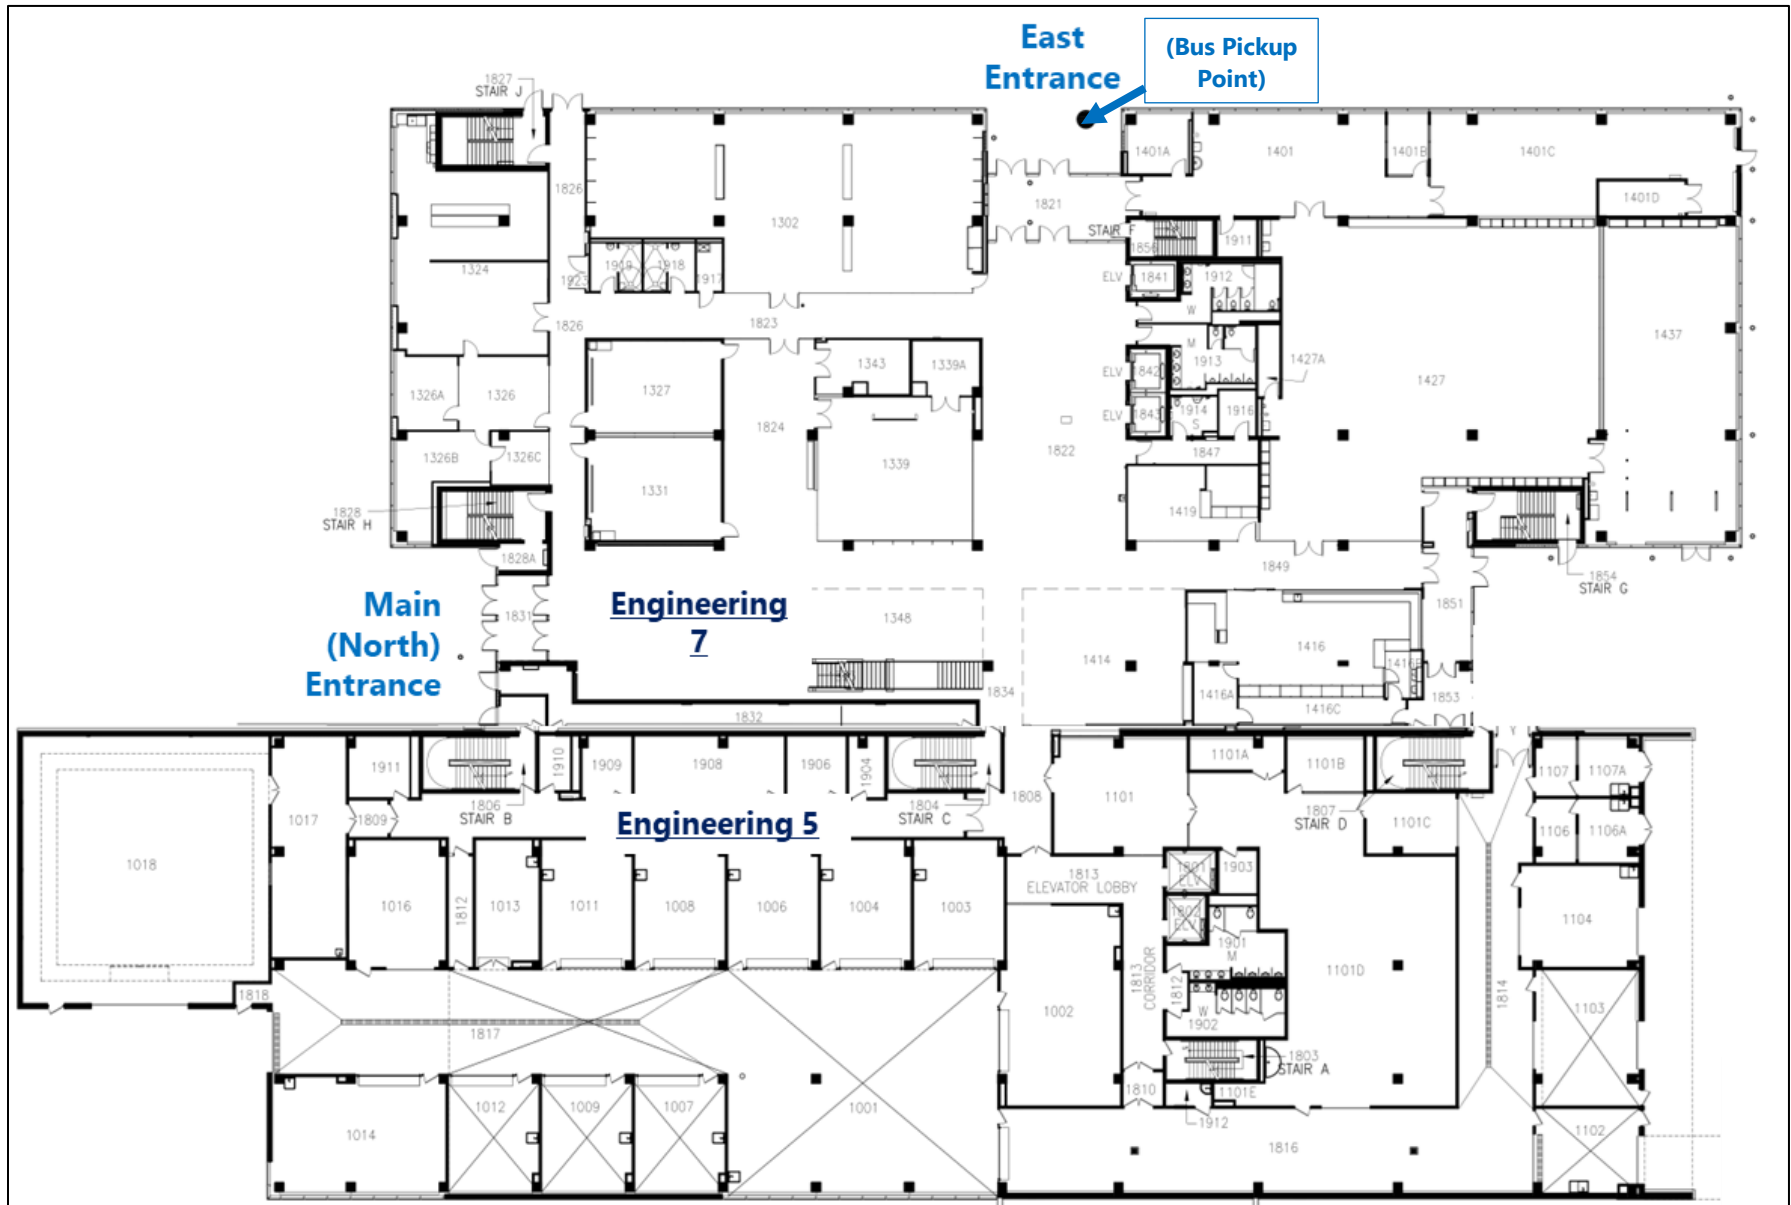 East
Entrance
(Bus Pickup
Point)
1827
STAIR J
1826
1302
1821
1401A
1401
1401B
1401C
1401D
STAIR F
1856
1911
1324
1923
1919
1918
1917
ELV
1841
1912
W
1826
1823
1437
M
1913
1427A
1343
1339A
ELV
1842
1427
1326A
1326
1327
ELV
1843
1914
S
1916
1824
1822
1847
1326B
1326C
1339
1331
1828
STAIR H
1419
1828A
1849
1854
STAIR G
Main
(North)
Entrance
1831
Engineering
7
1348
1851
1414
1416
1416B
1834
1416A
1853
1416C
1832
Y
1911
1910
1909
1908
1906
1904
1101A
1101B
1107
1107A
1101
1806
STAIR B
1804
STAIR C
1808
1807
STAIR D
1101C
1106
1106A
1017
1809
Engineering 5
1018
1813
ELEVATOR LOBBY
1801
ELV
1903
1016
1812
1013
1011
1008
1006
1004
1003
1802
ELV
1104
1901
M
1101D
1813
CORRIDOR
1812
1814
1818
1002
W
1902
1103
1817
1803
STAIR A
1012
1009
1007
1001
1810
1101E
1912
1014
1816
1102